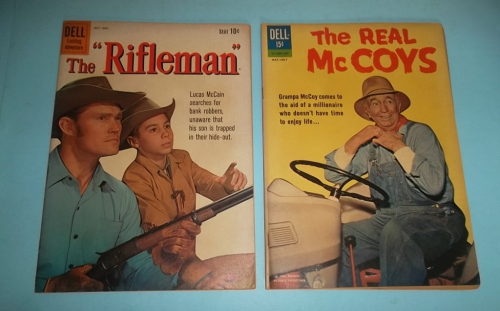 DELL
Still 10¢
The "Rifleman"
Lucas McCain
searches for
bank robbers,
unaware that
his son is trapped
in their hide-out.
DELL
15¢
The REAL
McCOYS
Grampa McCoy comes to
the aid of a millionaire
who doesn't have time
to enjoy life...